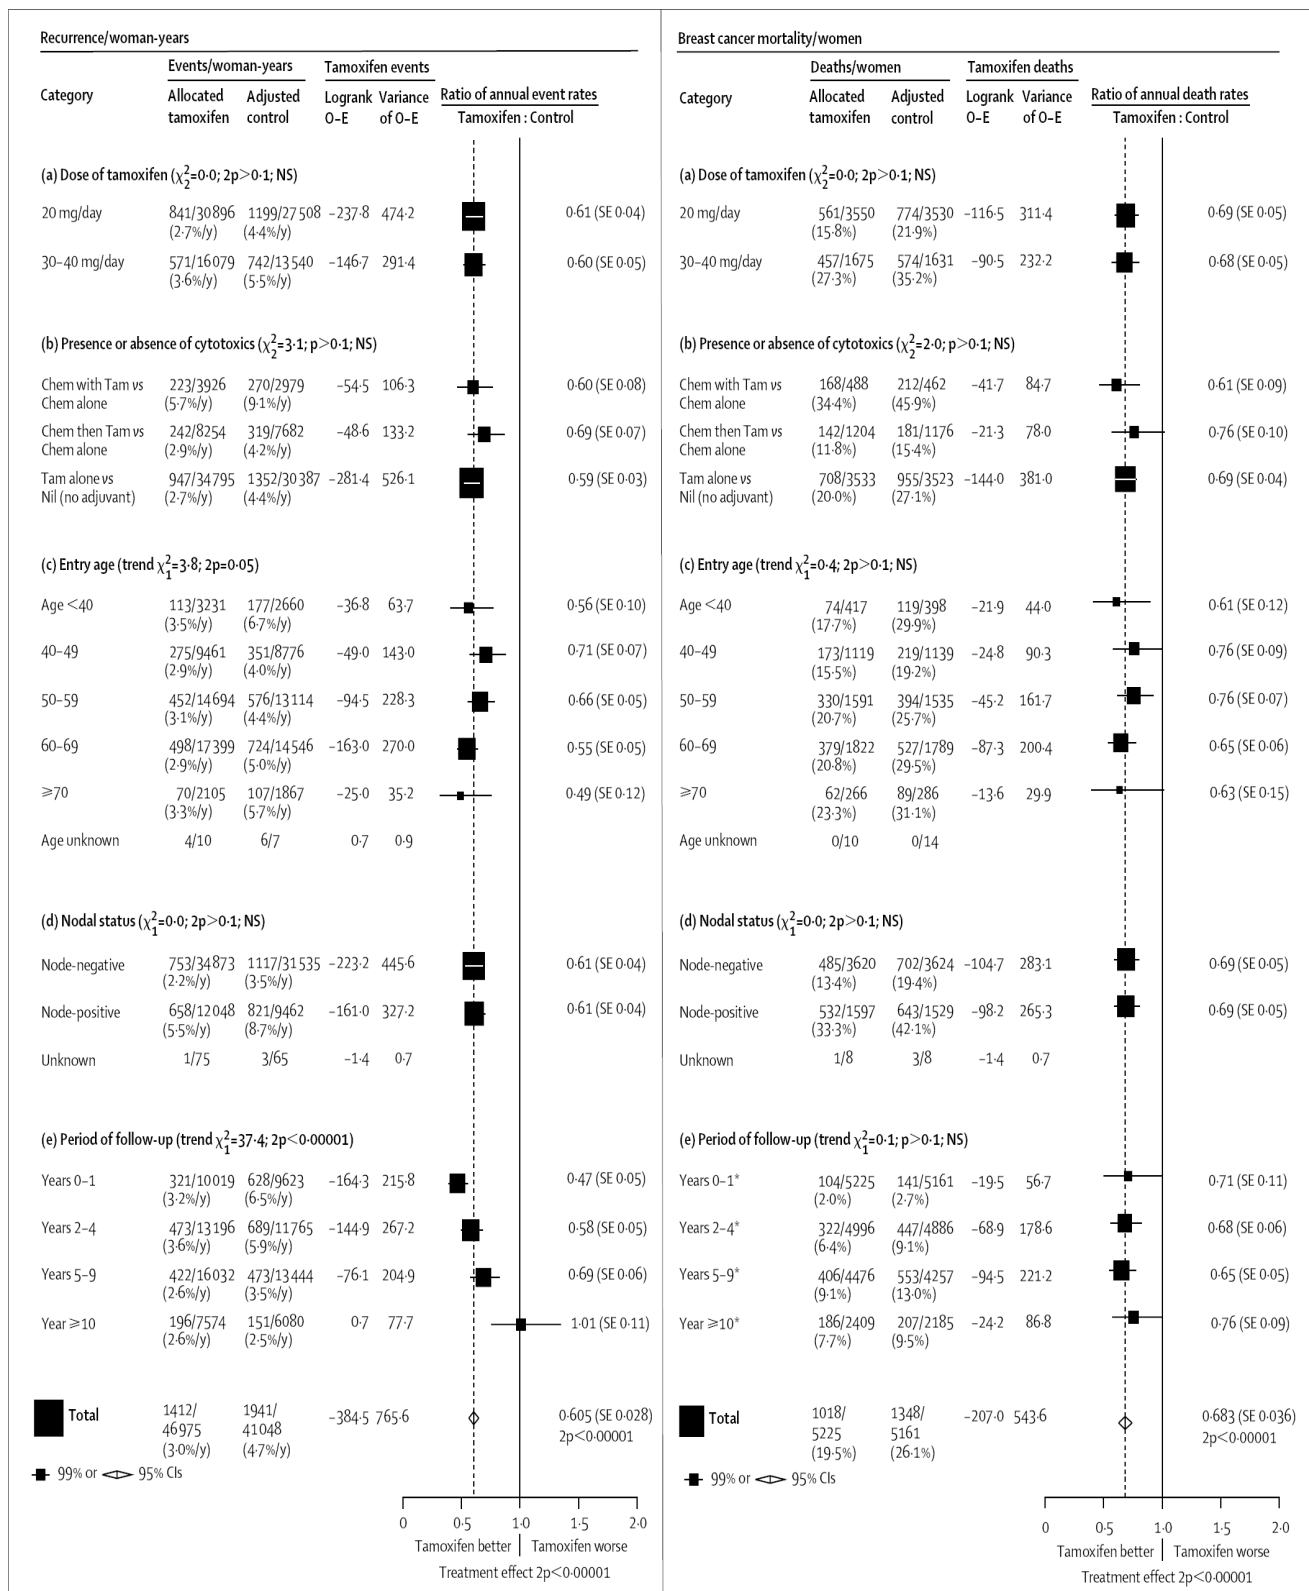 Recurrence/woman-years
Events/woman-years Tamoxifen events
Category Allocated tamoxifen Adjusted control Logrank O–E Variance of O–E Ratio of annual event rates
Tamoxifen : Control
(a) Dose of tamoxifen (χ²₂=0·0; 2p>0·1; NS)
20 mg/day 841/30 896 1199/27 508 –237·8 474·2 0·61 (SE 0·04)
(2·7%/y) (4·4%/y)
30–40 mg/day 571/16 079 742/13 540 –146·7 291·4 0·60 (SE 0·05)
(3·6%/y) (5·5%/y)
(b) Presence or absence of cytotoxics (χ²₂=3·1; p>0·1; NS)
Chem with Tam vs 223/3926 270/2979 –54·5 106·3 0·60 (SE 0·08)
Chem alone (5·7%/y) (9·1%/y)
Chem then Tam vs 242/8254 319/7682 –48·6 133·2 0·69 (SE 0·07)
Chem alone (2·9%/y) (4·2%/y)
Tam alone vs 947/34 795 1352/30 387 –281·4 526·1 0·59 (SE 0·03)
Nil (no adjuvant) (2·7%/y) (4·4%/y)
(c) Entry age (trend χ²₁=3·8; 2p=0·05)
Age <40 113/3231 177/2660 –36·8 63·7 0·56 (SE 0·10)
(3·5%/y) (6·7%/y)
40–49 275/9461 351/8776 –49·0 143·0 0·71 (SE 0·07)
(2·9%/y) (4·0%/y)
50–59 452/14 694 576/13 114 –94·5 228·3 0·66 (SE 0·05)
(3·1%/y) (4·4%/y)
60–69 498/17 399 724/14 546 –163·0 270·0 0·55 (SE 0·05)
(2·9%/y) (5·0%/y)
⩾70 70/2105 107/1867 –25·0 35·2 0·49 (SE 0·12)
(3·3%/y) (5·7%/y)
Age unknown 4/10 6/7 0·7 0·9
(d) Nodal status (χ²₁=0·0; 2p>0·1; NS)
Node-negative 753/34 873 1117/31 535 –223·2 445·6 0·61 (SE 0·04)
(2·2%/y) (3·5%/y)
Node-positive 658/12 048 821/9462 –161·0 327·2 0·61 (SE 0·04)
(5·5%/y) (8·7%/y)
Unknown 1/75 3/65 –1·4 0·7
(e) Period of follow-up (trend χ²₁=37·4; 2p<0·00001)
Years 0–1 321/10 019 628/9623 –164·3 215·8 0·47 (SE 0·05)
(3·2%/y) (6·5%/y)
Years 2–4 473/13 196 689/11 765 –144·9 267·2 0·58 (SE 0·05)
(3·6%/y) (5·9%/y)
Years 5–9 422/16 032 473/13 444 –76·1 204·9 0·69 (SE 0·06)
(2·6%/y) (3·5%/y)
Year ⩾10 196/7574 151/6080 0·7 77·7 1·01 (SE 0·11)
(2·6%/y) (2·5%/y)
Total 1412/ 1941/ –384·5 765·6 0·605 (SE 0·028)
46 975 41 048 2p<0·00001
(3·0%/y) (4·7%/y)
99% or 95% CIs
0 0·5 1·0 1·5 2·0
Tamoxifen better Tamoxifen worse
Treatment effect 2p<0·00001
Breast cancer mortality/women
Deaths/women Tamoxifen deaths
Category Allocated tamoxifen Adjusted control Logrank O–E Variance of O–E Ratio of annual death rates
Tamoxifen : Control
(a) Dose of tamoxifen (χ²₂=0·0; 2p>0·1; NS)
20 mg/day 561/3550 774/3530 –116·5 311·4 0·69 (SE 0·05)
(15·8%) (21·9%)
30–40 mg/day 457/1675 574/1631 –90·5 232·2 0·68 (SE 0·05)
(27·3%) (35·2%)
(b) Presence or absence of cytotoxics (χ²₂=2·0; p>0·1; NS)
Chem with Tam vs 168/488 212/462 –41·7 84·7 0·61 (SE 0·09)
Chem alone (34·4%) (45·9%)
Chem then Tam vs 142/1204 181/1176 –21·3 78·0 0·76 (SE 0·10)
Chem alone (11·8%) (15·4%)
Tam alone vs 708/3533 955/3523 –144·0 381·0 0·69 (SE 0·04)
Nil (no adjuvant) (20·0%) (27·1%)
(c) Entry age (trend χ²₁=0·4; 2p>0·1; NS)
Age <40 74/417 119/398 –21·9 44·0 0·61 (SE 0·12)
(17·7%) (29·9%)
40–49 173/1119 219/1139 –24·8 90·3 0·76 (SE 0·09)
(15·5%) (19·2%)
50–59 330/1591 394/1535 –45·2 161·7 0·76 (SE 0·07)
(20·7%) (25·7%)
60–69 379/1822 527/1789 –87·3 200·4 0·65 (SE 0·06)
(20·8%) (29·5%)
⩾70 62/266 89/286 –13·6 29·9 0·63 (SE 0·15)
(23·3%) (31·1%)
Age unknown 0/10 0/14
(d) Nodal status (χ²₁=0·0; 2p>0·1; NS)
Node-negative 485/3620 702/3624 –104·7 283·1 0·69 (SE 0·05)
(13·4%) (19·4%)
Node-positive 532/1597 643/1529 –98·2 265·3 0·69 (SE 0·05)
(33·3%) (42·1%)
Unknown 1/8 3/8 –1·4 0·7
(e) Period of follow-up (trend χ²₁=0·1; p>0·1; NS)
Years 0–1* 104/5225 141/5161 –19·5 56·7 0·71 (SE 0·11)
(2·0%) (2·7%)
Years 2–4* 322/4996 447/4886 –68·9 178·6 0·68 (SE 0·06)
(6·4%) (9·1%)
Years 5–9* 406/4476 553/4257 –94·5 221·2 0·65 (SE 0·05)
(9·1%) (13·0%)
Year ⩾10* 186/2409 207/2185 –24·2 86·8 0·76 (SE 0·09)
(7·7%) (9·5%)
Total 1018/ 1348/ –207·0 543·6 0·683 (SE 0·036)
5225 5161 2p<0·00001
(19·5%) (26·1%)
99% or 95% CIs
0 0·5 1·0 1·5 2·0
Tamoxifen better Tamoxifen worse
Treatment effect 2p<0·00001